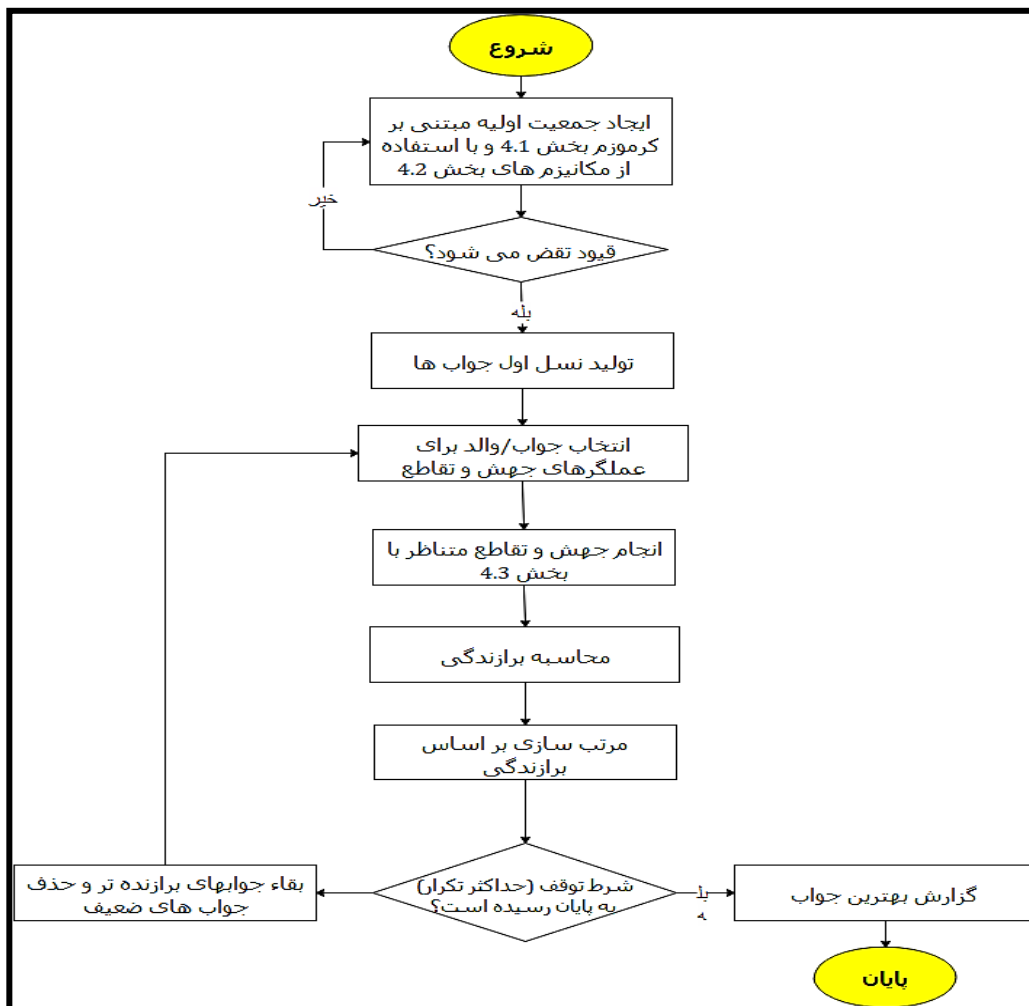 شروع
ایجاد جمعیت اولیه مبتنی بر
کرموزم بخش 4.1 و با استفاده
از مکانیزم های بخش 4.2
خیر
قیود تقض می شود؟
بله
تولید نسل اول جواب ها
انتخاب جواب/والد برای
عملگرهای جهش و تقاطع
انجام جهش و تقاطع متناظر با
بخش 4.3
محاسبه برازندگی
مرتب سازی بر اساس
برازندگی
شرط توقف (حداکثر تکرار)
به پایان رسیده است؟
بل
ه
گزارش بهترین جواب
بقاء جوابهای برازنده تر و حذف
جواب های ضعیف
پایان